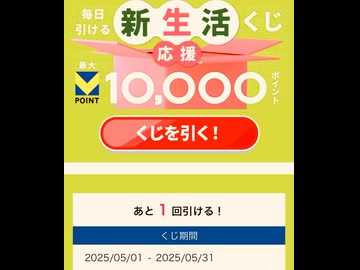 毎日
引ける
新生活くじ
応援
最大
V POINT
10,000
ポイント
くじを引く!
あと 1 回引ける!
くじ期間
2025/05/01 - 2025/05/31